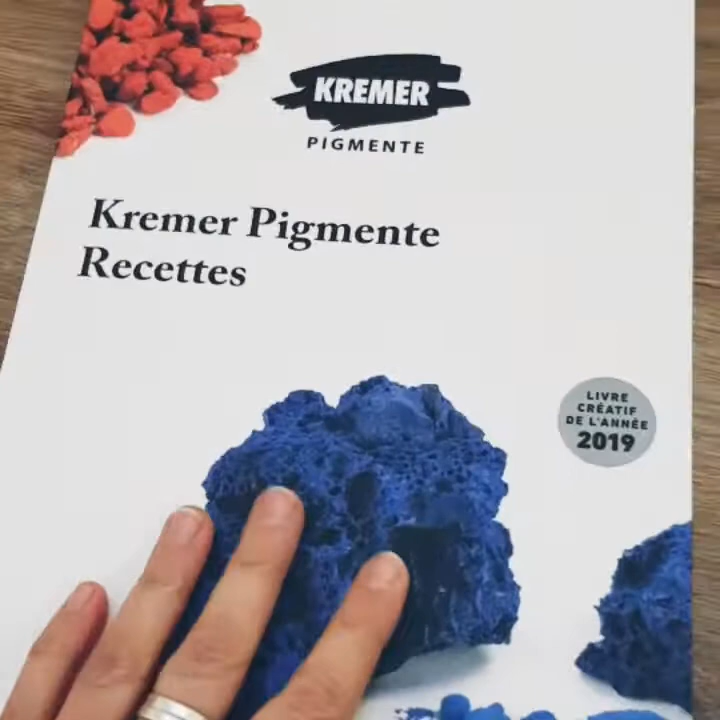 KREMER
PIGMENTE
Kremer Pigmente
Recettes
LIVRE
CRÉATIF
DE L'ANNÉE
2019